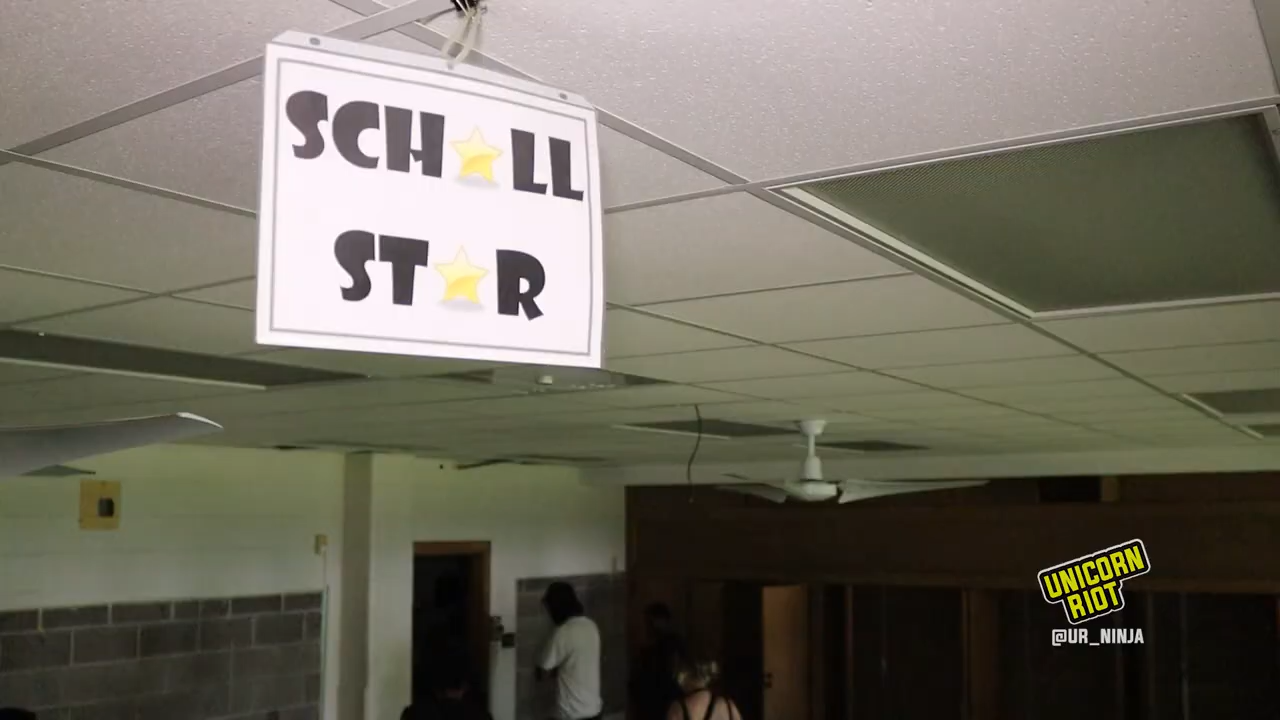 SCH⭐LL
ST⭐R
UNICORN
RIOT
@UR_NINJA